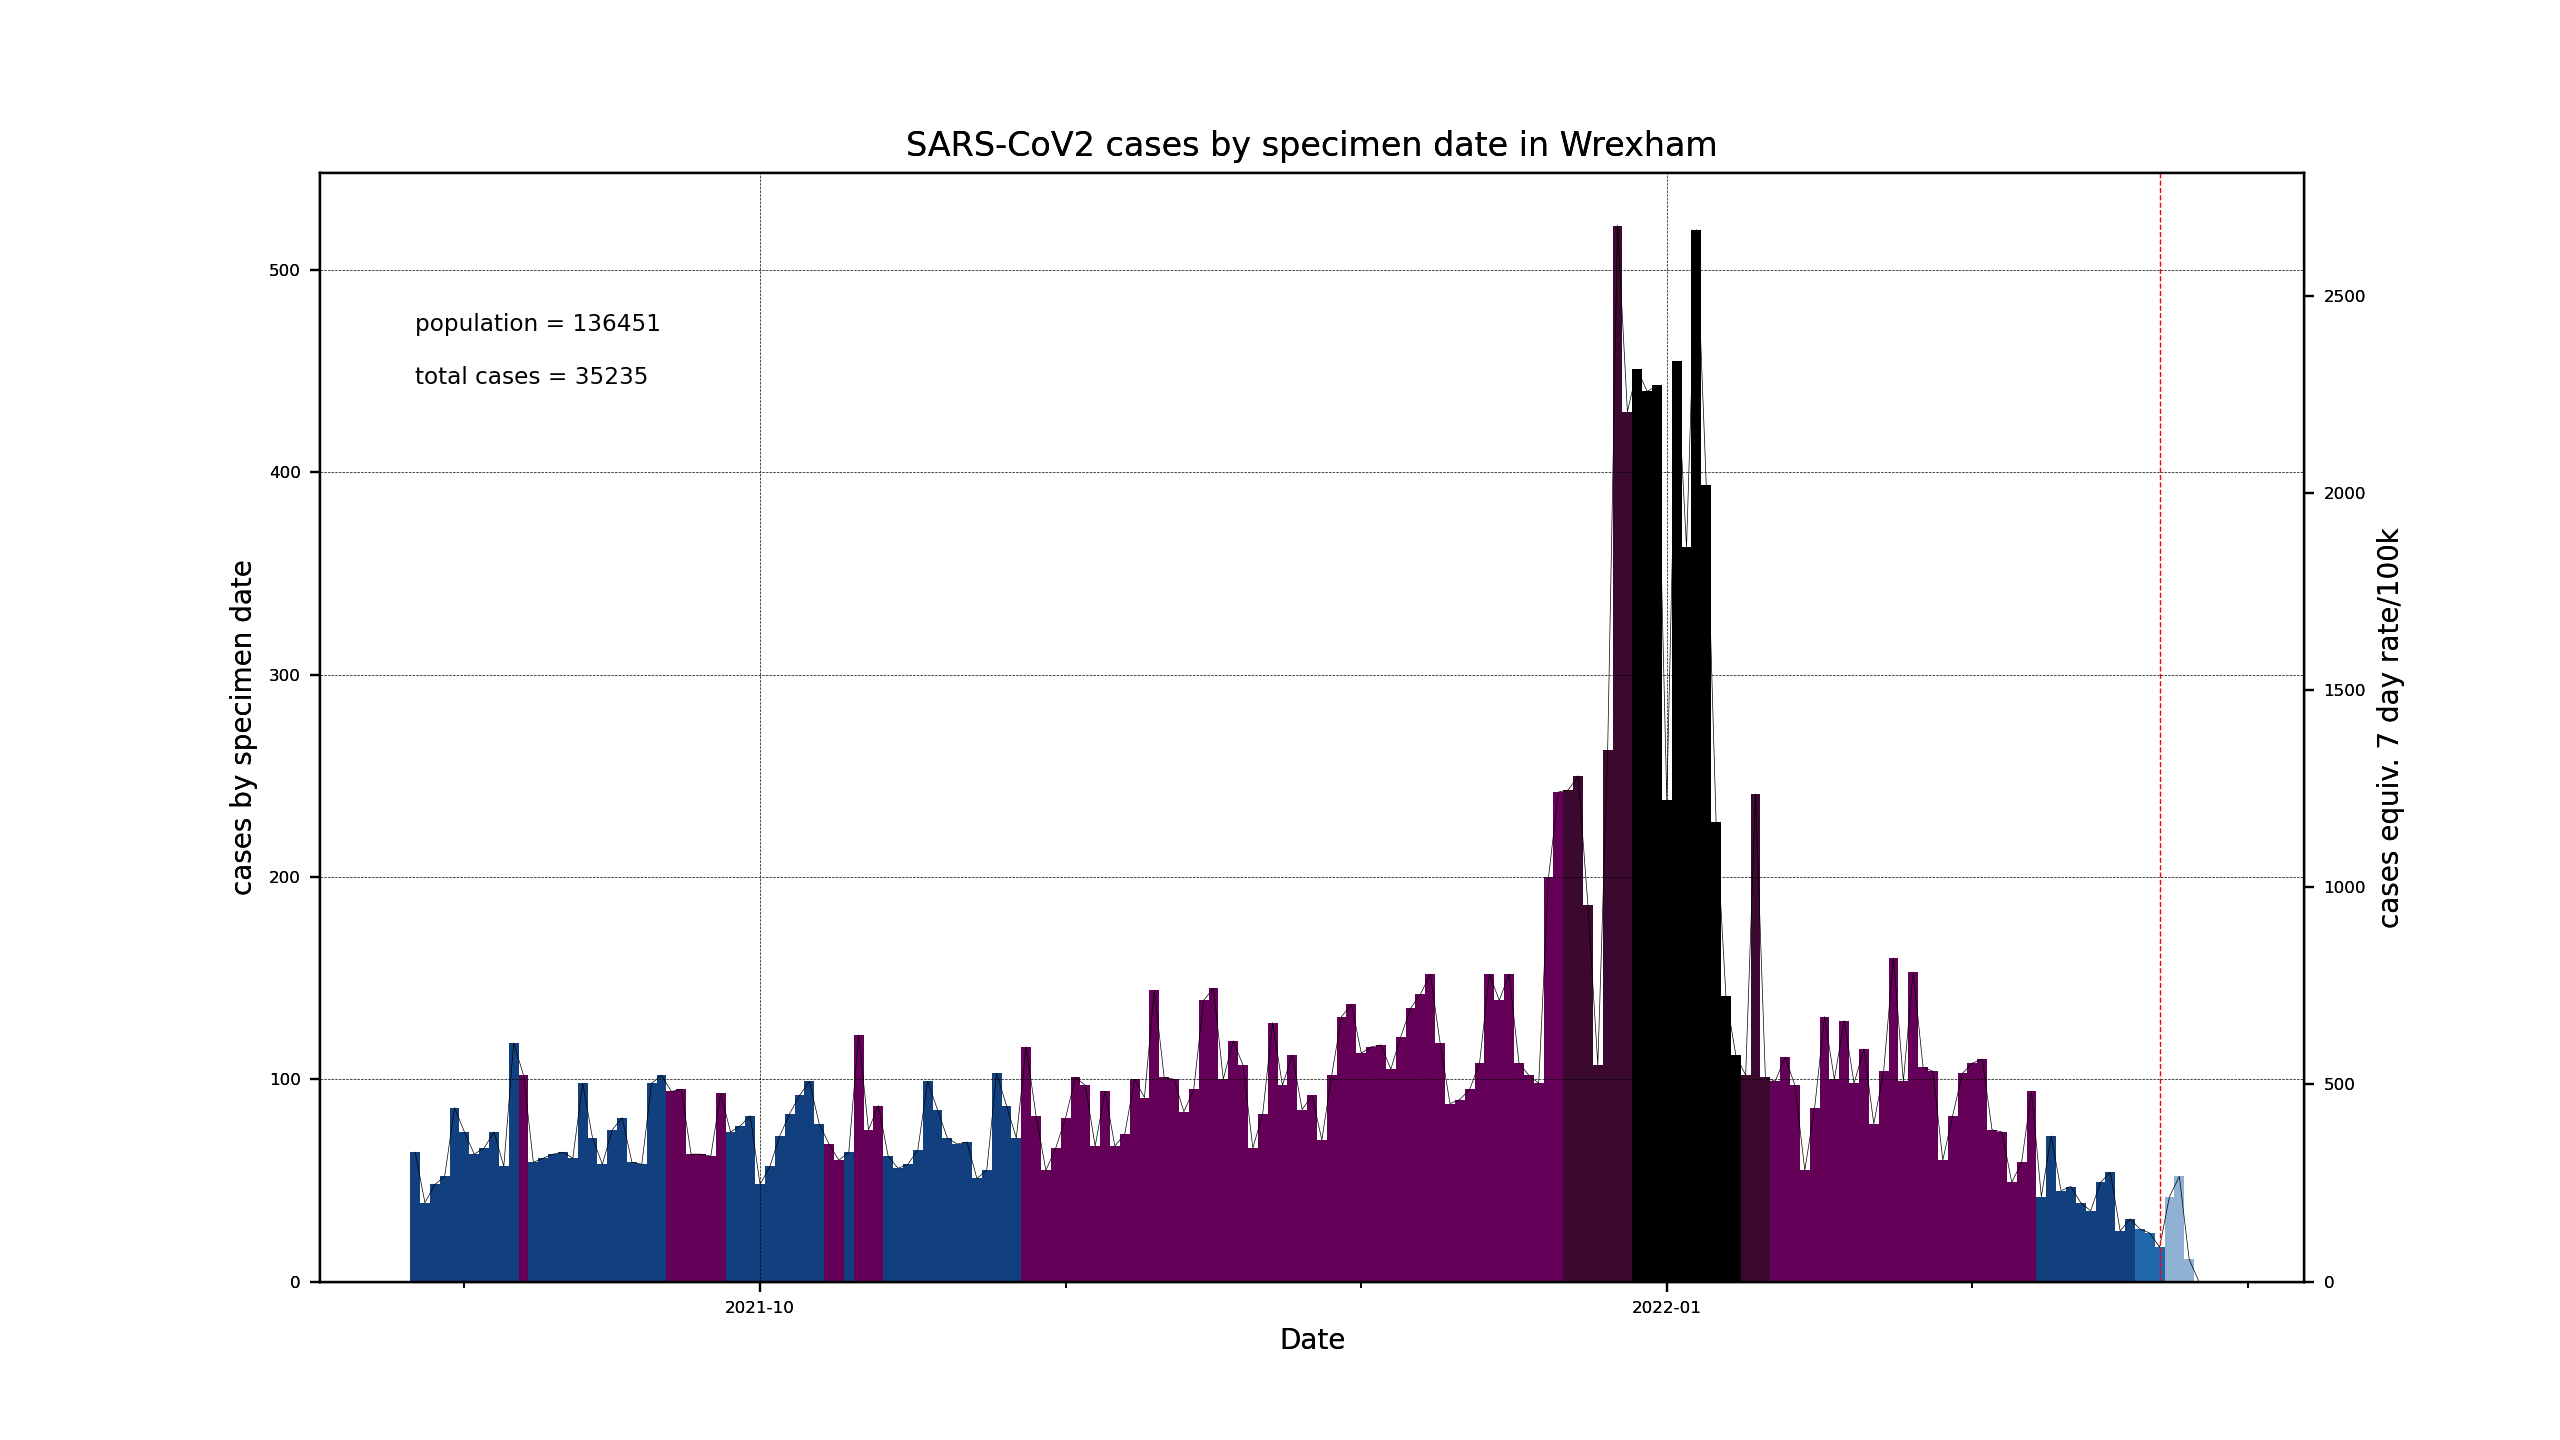 SARS-CoV2 cases by specimen date in Wrexham
population = 136451
total cases = 35235
cases by specimen date
500
400
300
200
100
0
2500
2000
1500
1000
500
0
cases equiv. 7 day rate/100k
2021-10
2022-01
Date